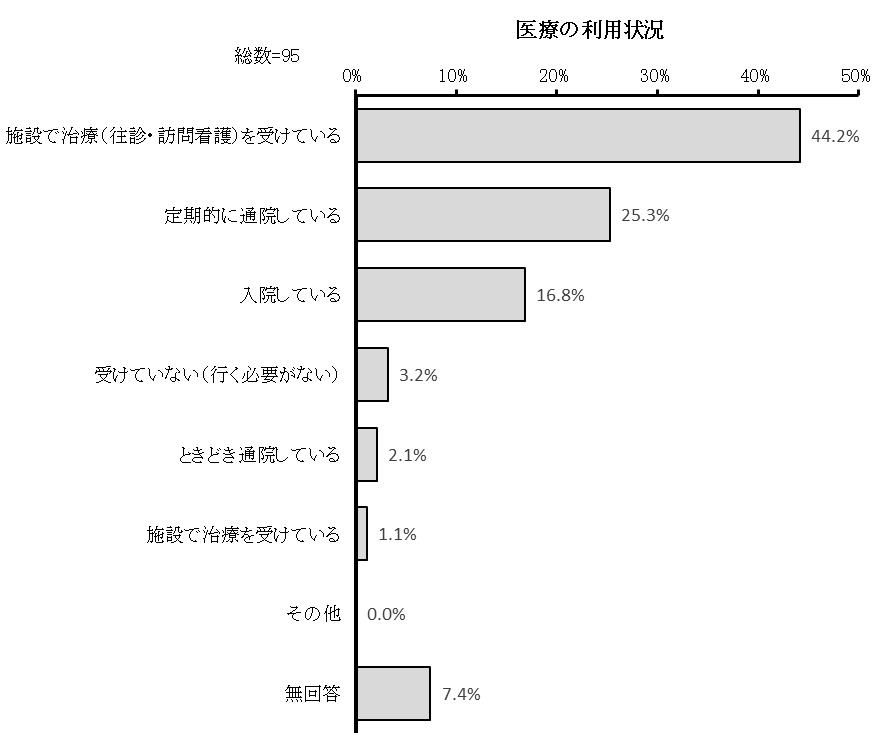 医療の利用状況
総数=95
0% 10% 20% 30% 40% 50%
施設で治療（往診・訪問看護）を受けている 44.2%
定期的に通院している 25.3%
入院している 16.8%
受けていない（行く必要がない） 3.2%
ときどき通院している 2.1%
施設で治療を受けている 1.1%
その他 0.0%
無回答 7.4%